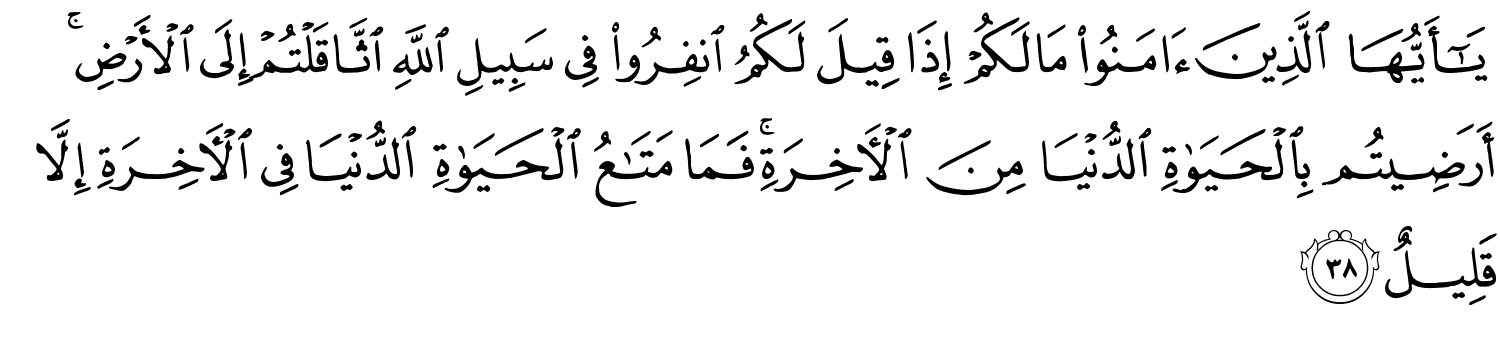 يَـٰٓأَيُّهَا ٱلَّذِينَ ءَامَنُوا۟ مَا لَكُمْ إِذَا قِيلَ لَكُمُ ٱنفِرُوا۟ فِى سَبِيلِ ٱللَّهِ ٱثَّاقَلْتُمْ إِلَى ٱلْأَرْضِ ۚ
أَرَضِيتُم بِٱلْحَيَوٰةِ ٱلدُّنْيَا مِنَ ٱلْـَٔاخِرَةِ ۚ فَمَا مَتَـٰعُ ٱلْحَيَوٰةِ ٱلدُّنْيَا فِى ٱلْـَٔاخِرَةِ إِلَّا
قَلِيلٌ ٣٨